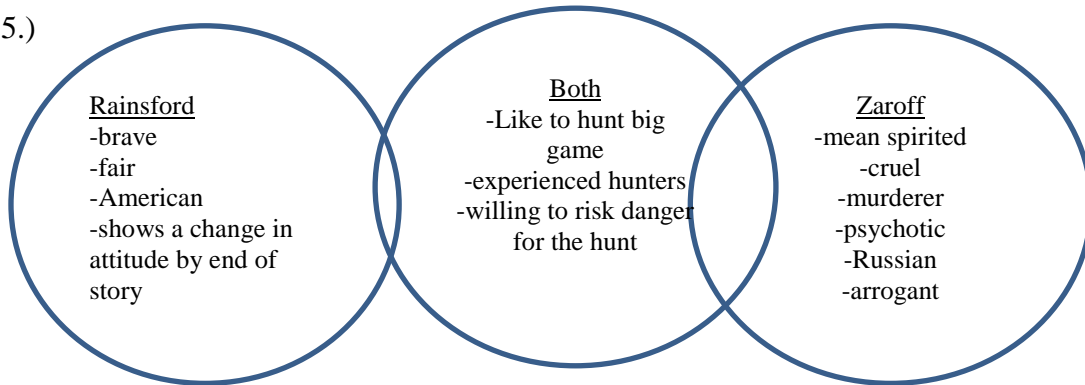 5.)
Rainsford
-brave
-fair
-American
-shows a change in
attitude by end of
story
Both
-Like to hunt big
game
-experienced hunters
-willing to risk danger
for the hunt
Zaroff
-mean spirited
-cruel
-murderer
-psychotic
-Russian
-arrogant